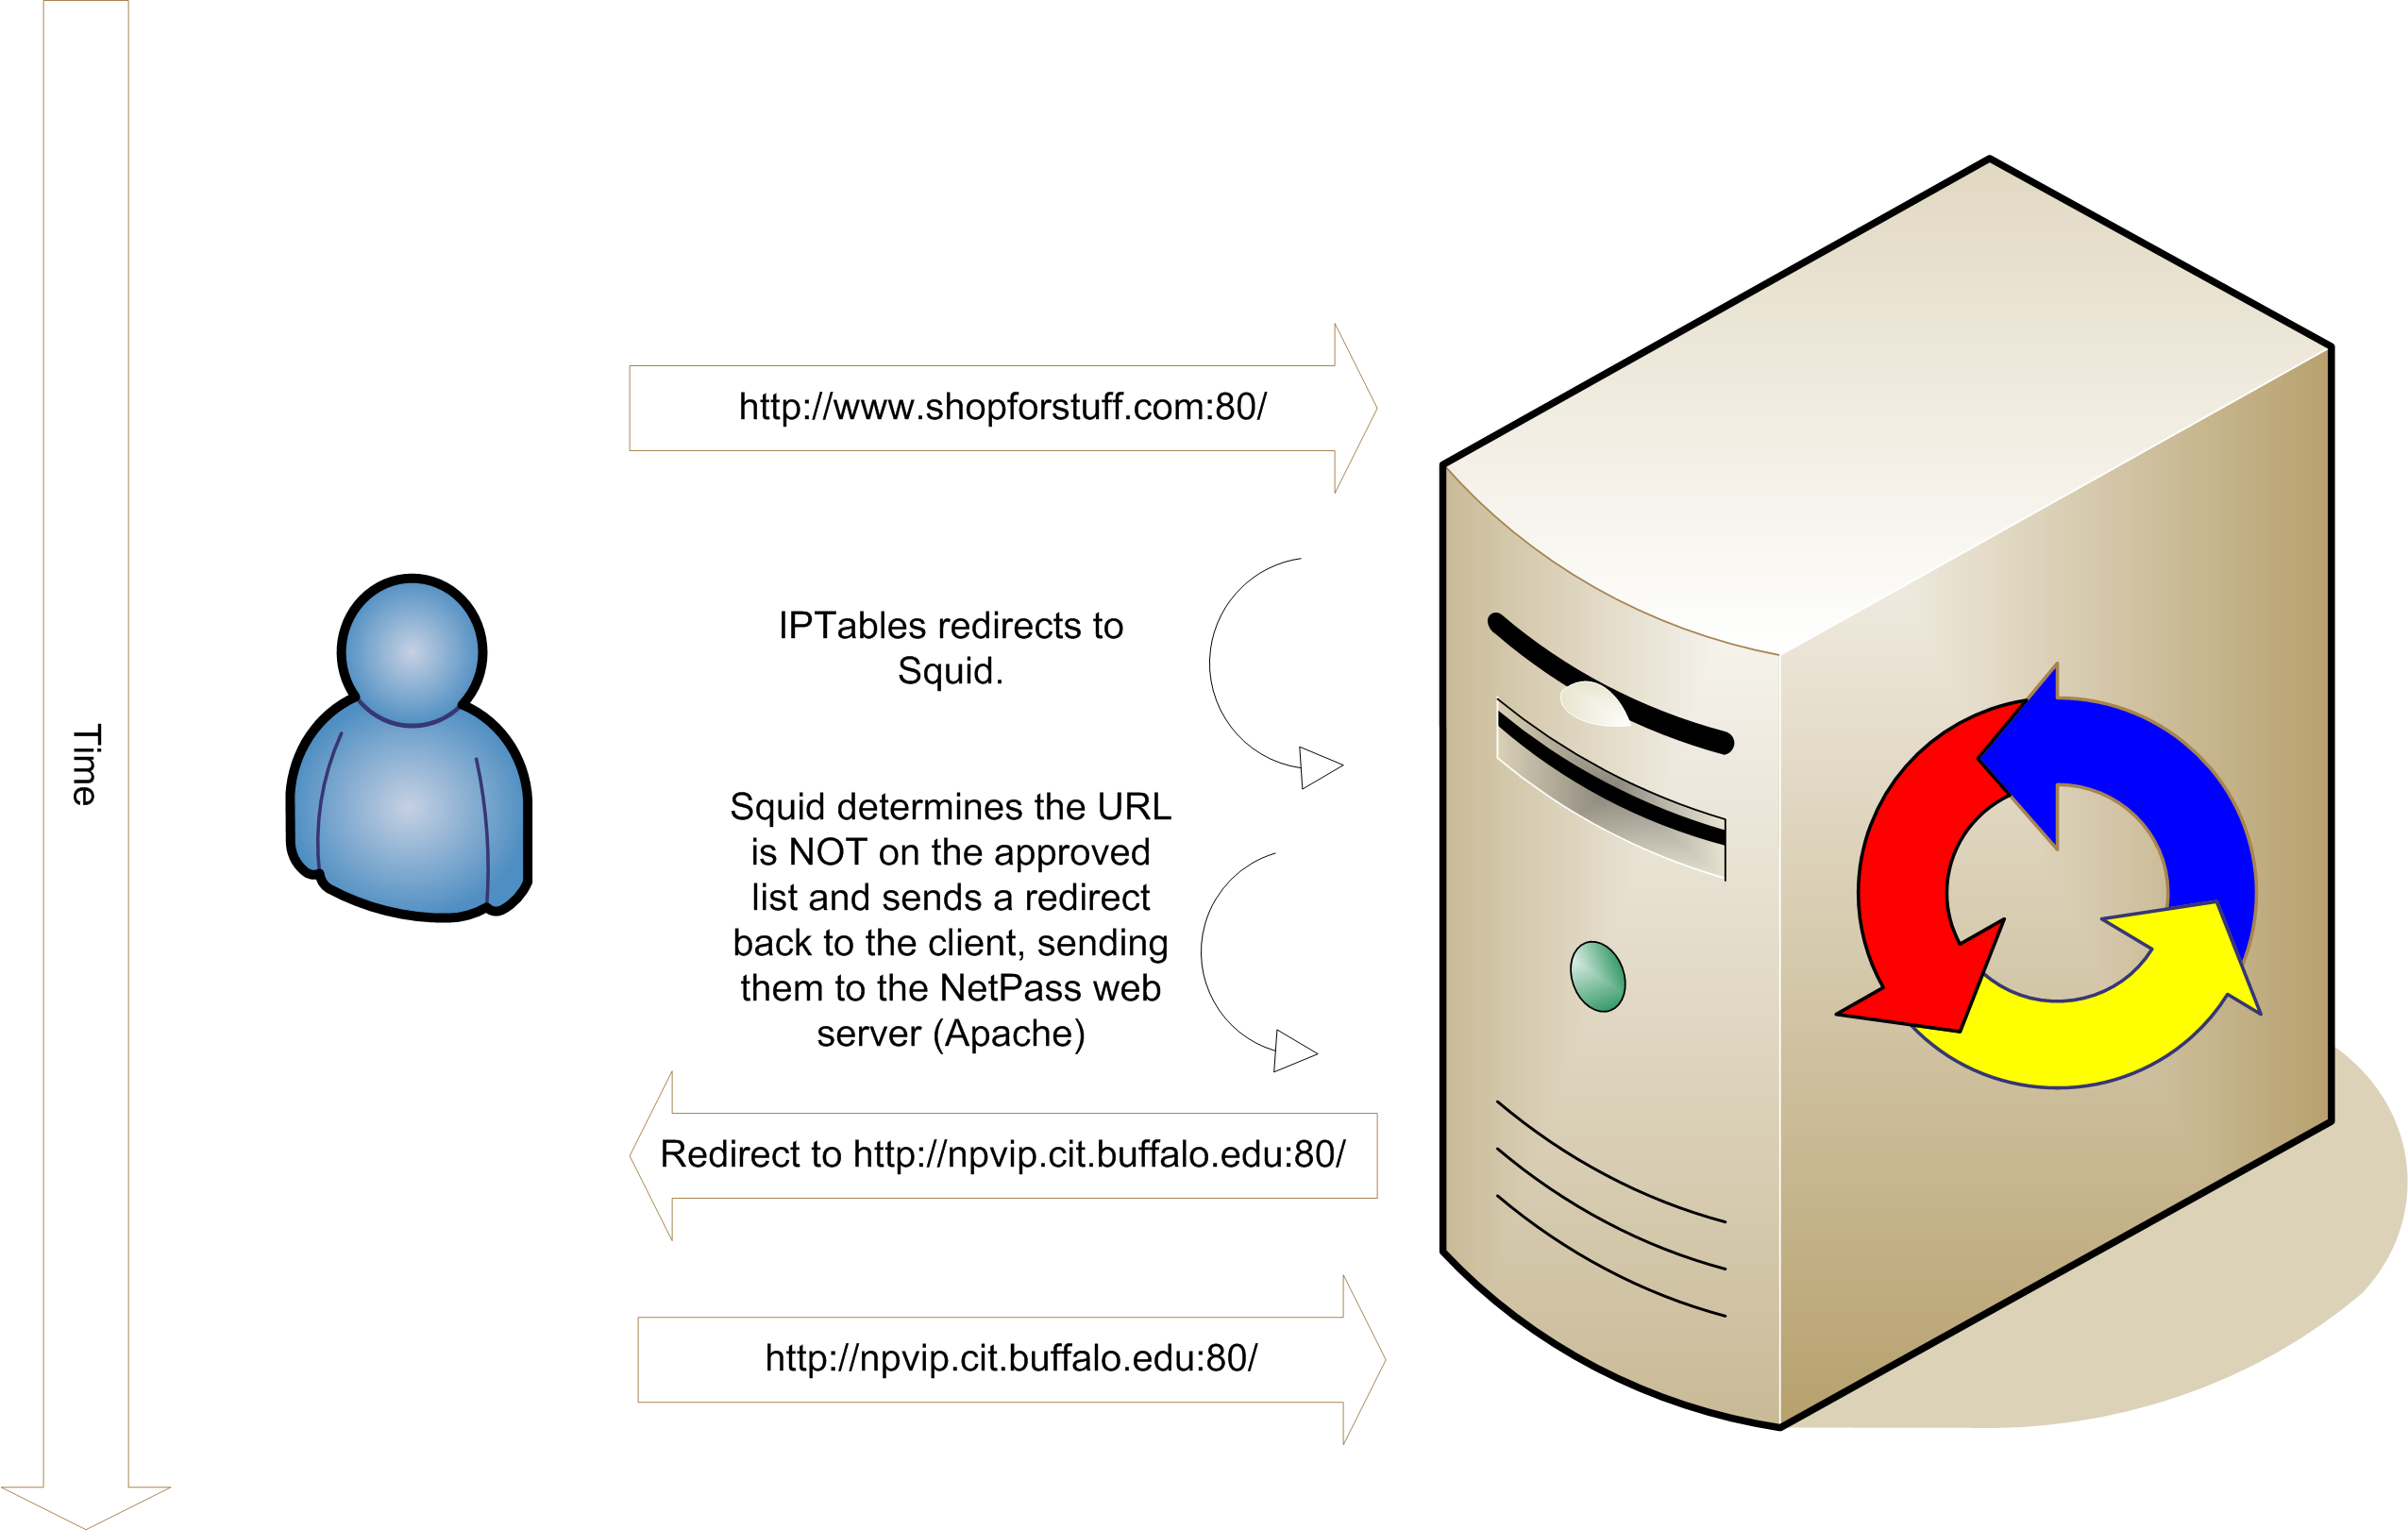 Time
http://www.shopforstuff.com:80/
IPTables redirects to
Squid.
Squid determines the URL
is NOT on the approved
list and sends a redirect
back to the client, sending
them to the NetPass web
server (Apache)
Redirect to http://npvip.cit.buffalo.edu:80/
http://npvip.cit.buffalo.edu:80/